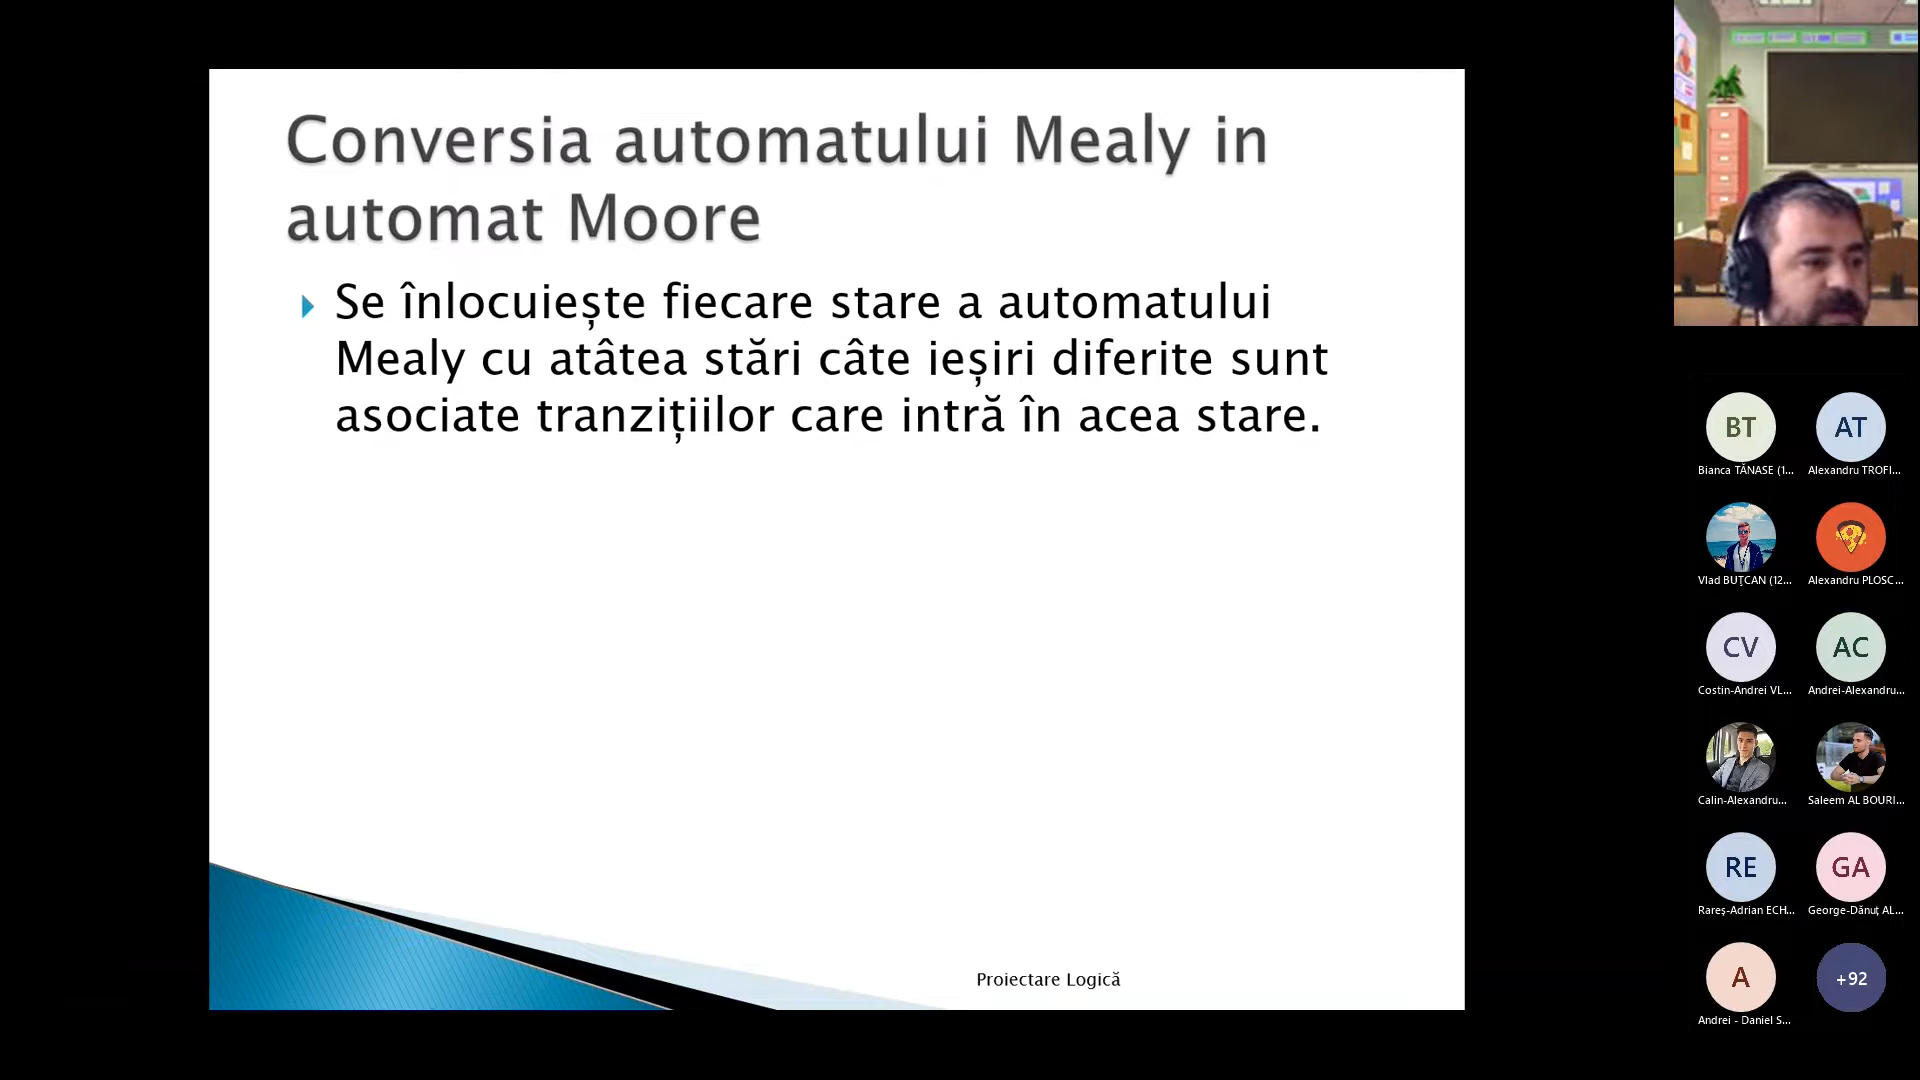 Conversia automatului Mealy in
automat Moore
Se înlocuiește fiecare stare a automatului
Mealy cu atâtea stări câte ieșiri diferite sunt
asociate tranzițiilor care intră în acea stare.
Proiectare Logică
BT
Bianca TĂNASE (1...
AT
Alexandru TROFI...
Vlad BUȚCAN (12...
Alexandru PLOSC...
CV
Costin-Andrei VL...
AC
Andrei-Alexandru...
Calin-Alexandru...
Saleem AL BOURI...
RE
Rareș-Adrian ECH...
GA
George-Dănuț AL...
A
Andrei - Daniel S...
+92